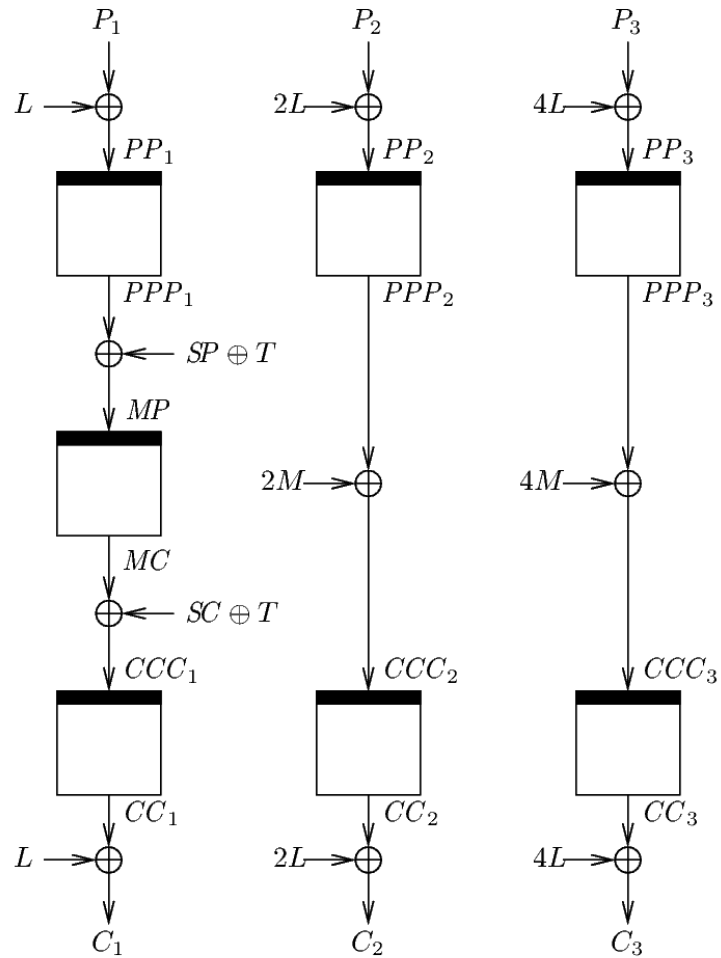 P₁ P₂ P₃
L 2L 4L
PP₁ PP₂ PP₃
PPP₁ PPP₂ PPP₃
SP ⊕ T
MP
2M 4M
MC
SC ⊕ T
CCC₁ CCC₂ CCC₃
CC₁ CC₂ CC₃
L 2L 4L
C₁ C₂ C₃